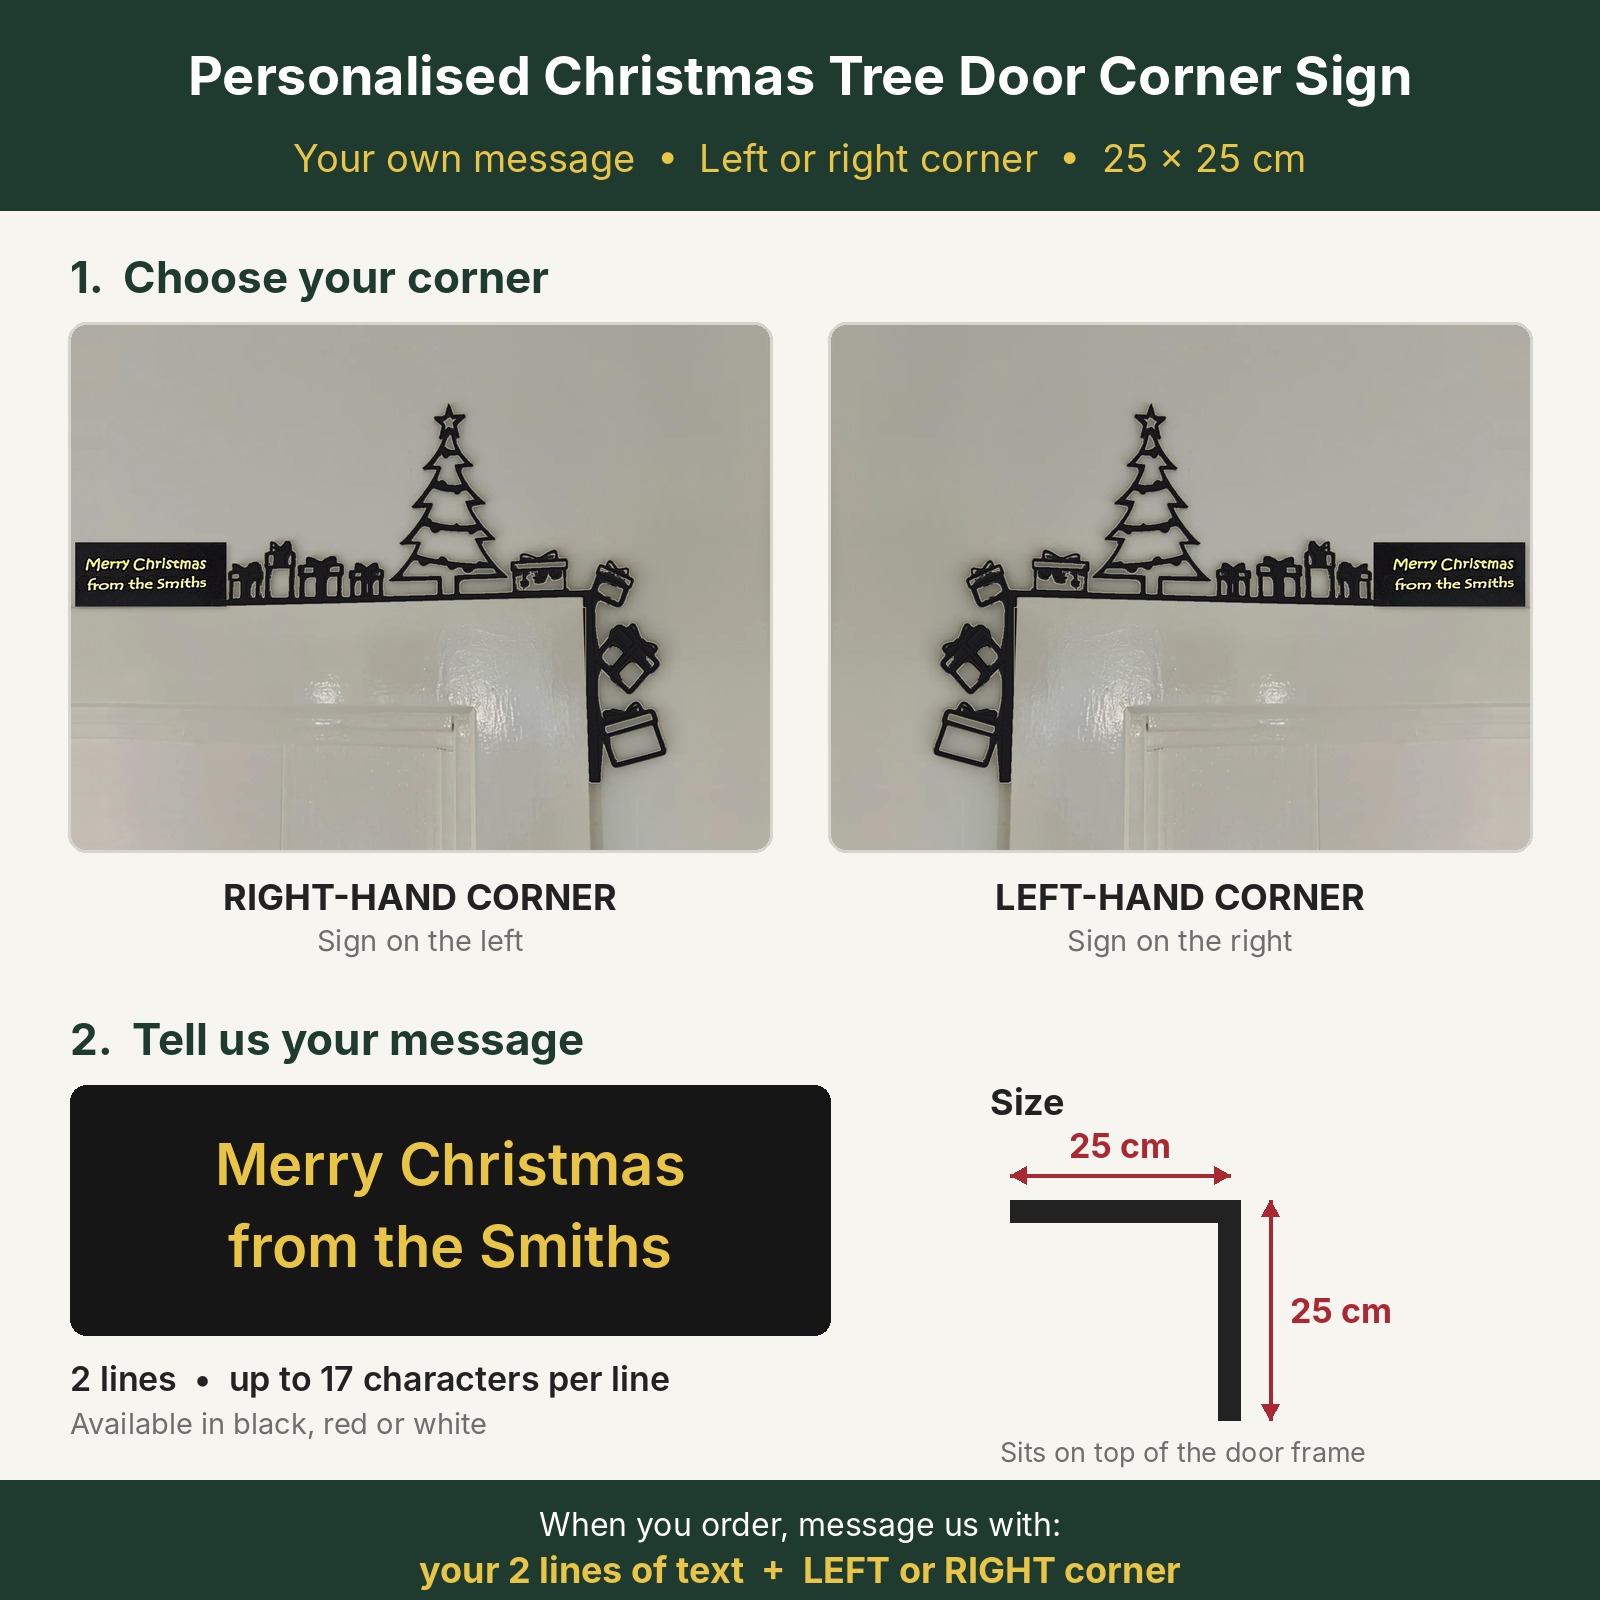 Personalised Christmas Tree Door Corner Sign
Your own message • Left or right corner • 25 × 25 cm
1. Choose your corner
Merry Christmas
from the Smiths
Merry Christmas
from the Smiths
RIGHT-HAND CORNER
Sign on the left
LEFT-HAND CORNER
Sign on the right
2. Tell us your message
Merry Christmas
from the Smiths
2 lines • up to 17 characters per line
Available in black, red or white
Size
25 cm
25 cm
Sits on top of the door frame
When you order, message us with:
your 2 lines of text + LEFT or RIGHT corner